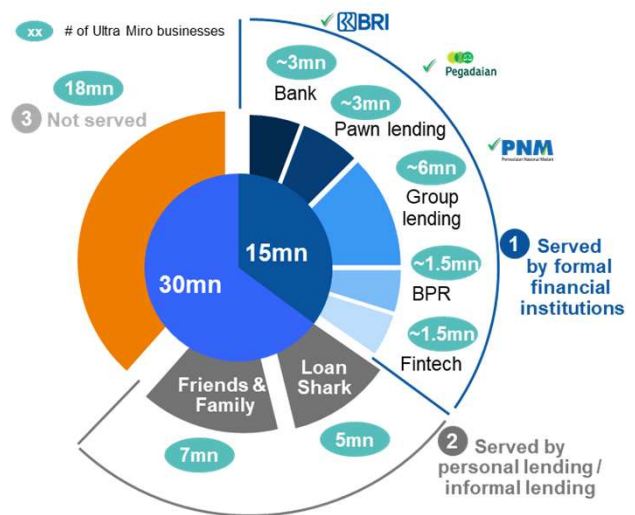 xx # of Ultra Miro businesses
BRI
Pegadaian
PNM
18mn
3 Not served
~3mn
Bank
~3mn
Pawn lending
~6mn
Group
lending
~1.5mn
BPR
~1.5mn
Fintech
15mn
30mn
1 Served
by formal
financial
institutions
Friends &
Family
Loan
Shark
7mn
5mn
2 Served by
personal lending /
informal lending